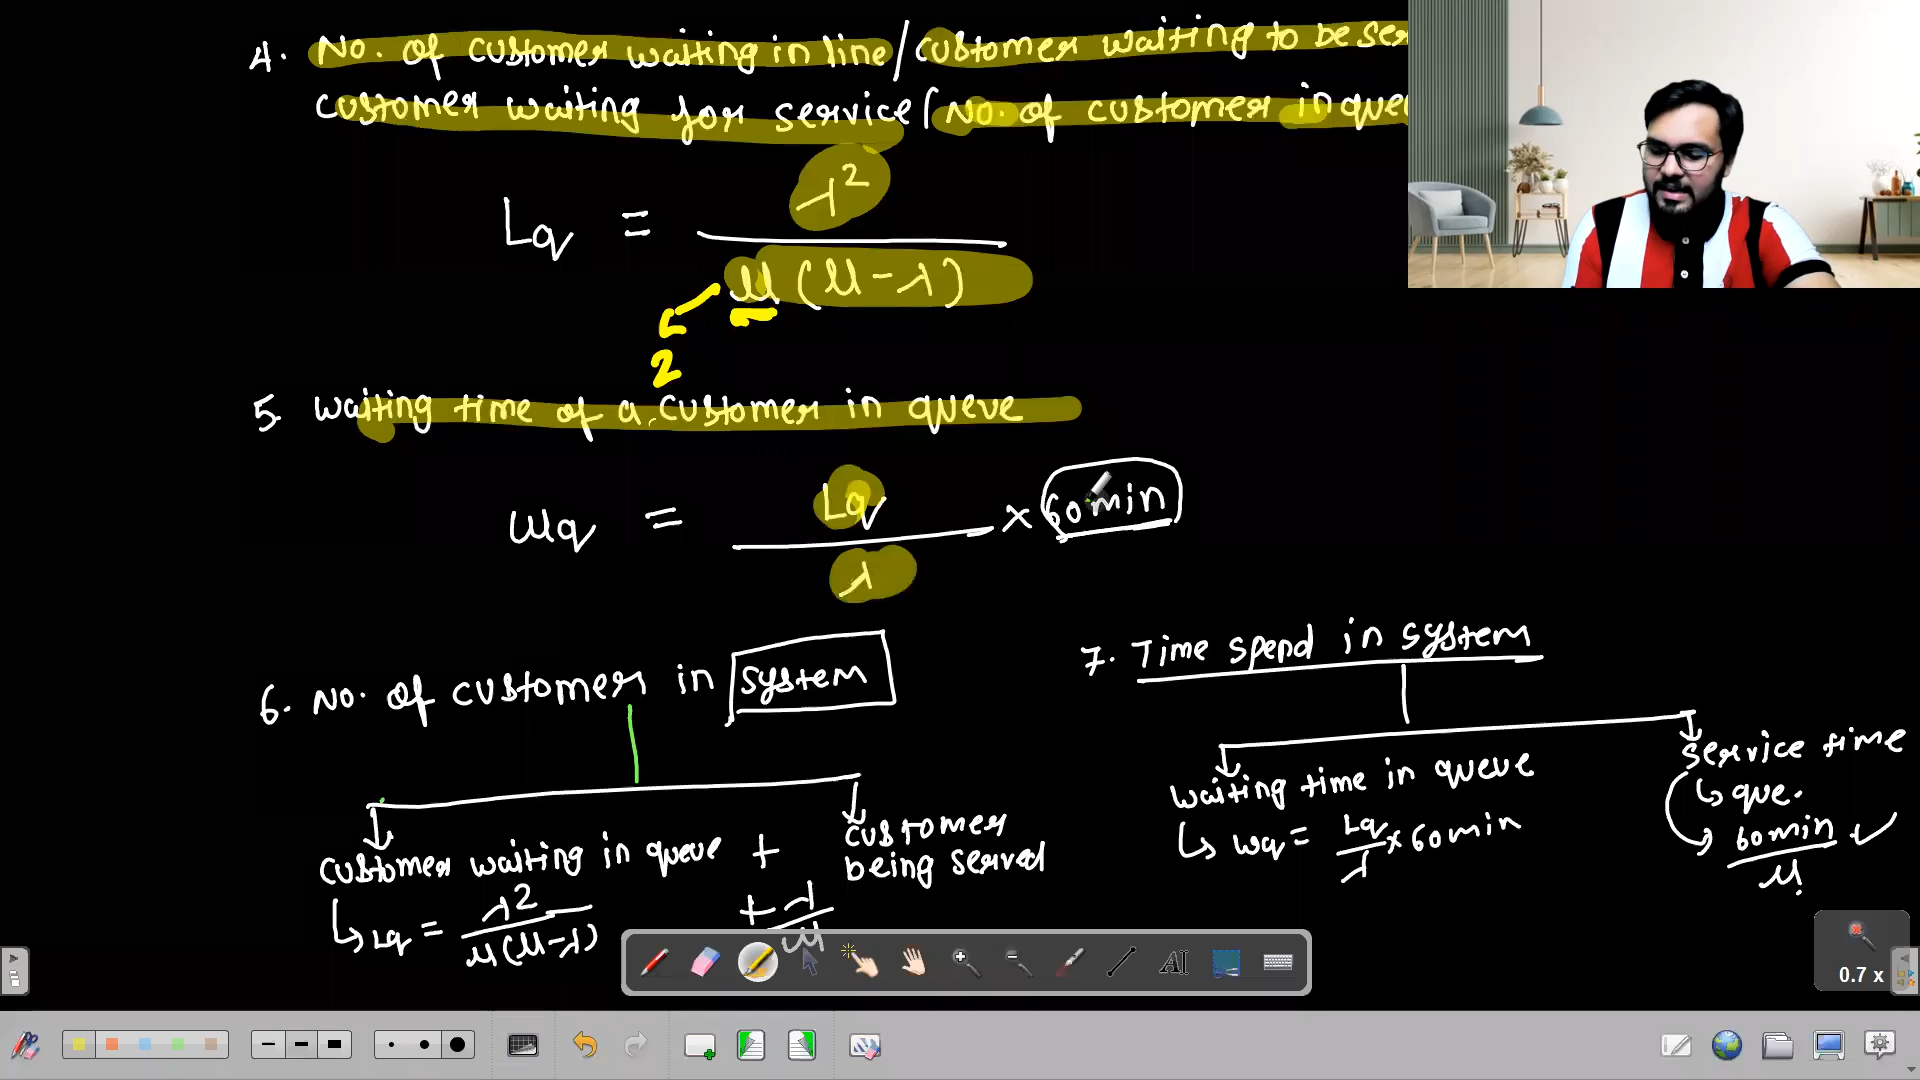 4. No. of customer waiting in line / customer waiting to be ser
customer waiting for service / No. of customer in que
Lq = λ²
μ (μ-λ)
2
5. Waiting time of a customer in queue
Wq = Lq × 60min
λ
6. No. of customer in system
customer waiting in queue + customer
being served
↳ Lq = λ² / μ(μ-λ) + λ / μ
7. Time spend in system
waiting time in queue
↳ Wq = Lq / λ × 60min
service time
↳ que.
↳ 60min / μ
AI
0.7 x